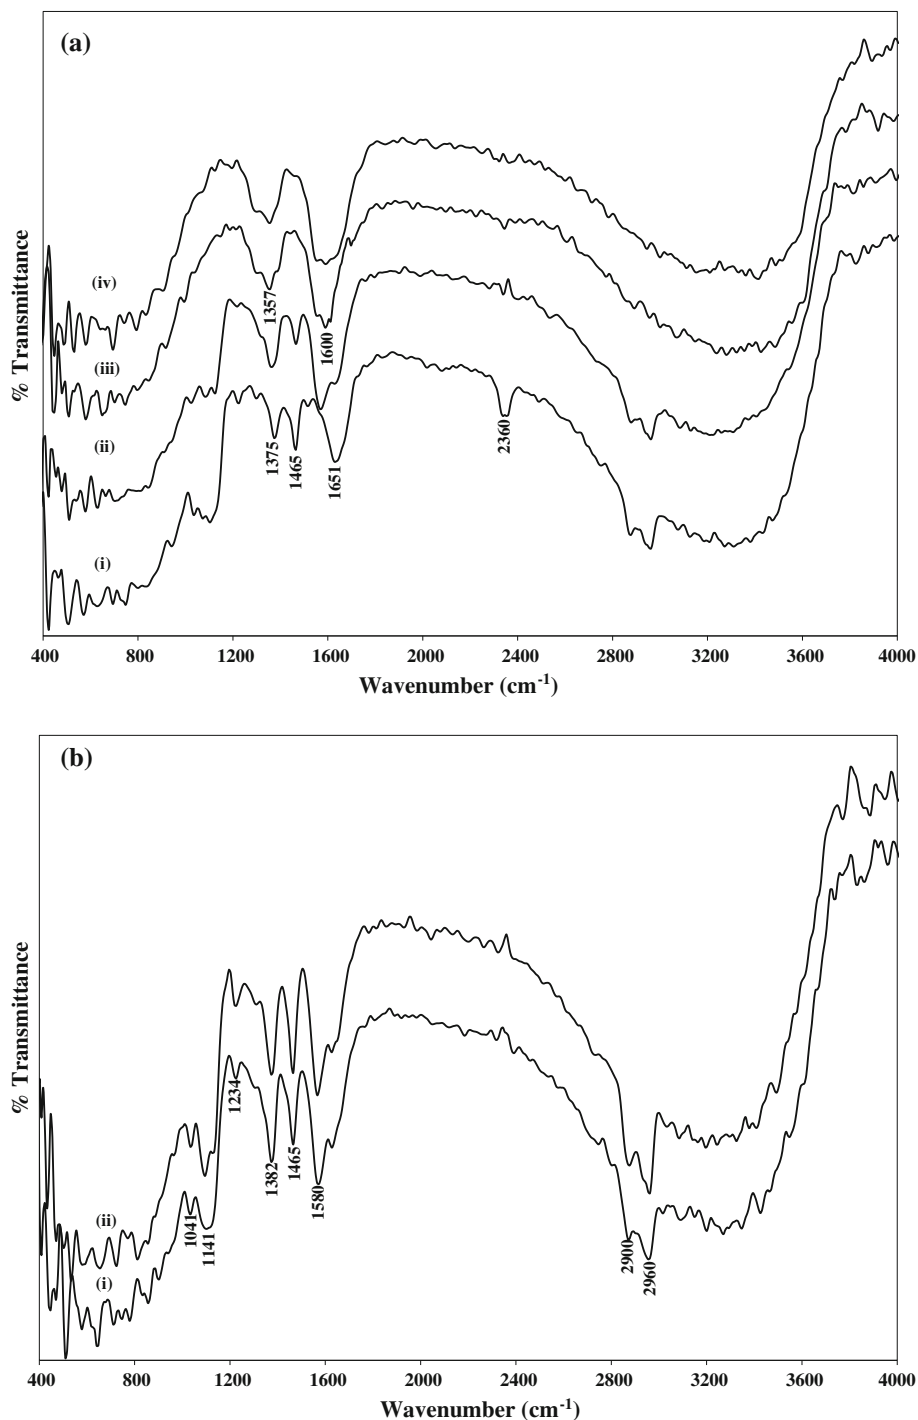 (a)
% Transmittance
(iv)
1357
1600
(iii)
(ii)
1375
1465
1651
2360
(i)
400 800 1200 1600 2000 2400 2800 3200 3600 4000
Wavenumber (cm-1)
(b)
% Transmittance
1234
1382
1465
1580
1041
1141
(ii)
(i)
2900
2960
400 800 1200 1600 2000 2400 2800 3200 3600 4000
Wavenumber (cm-1)